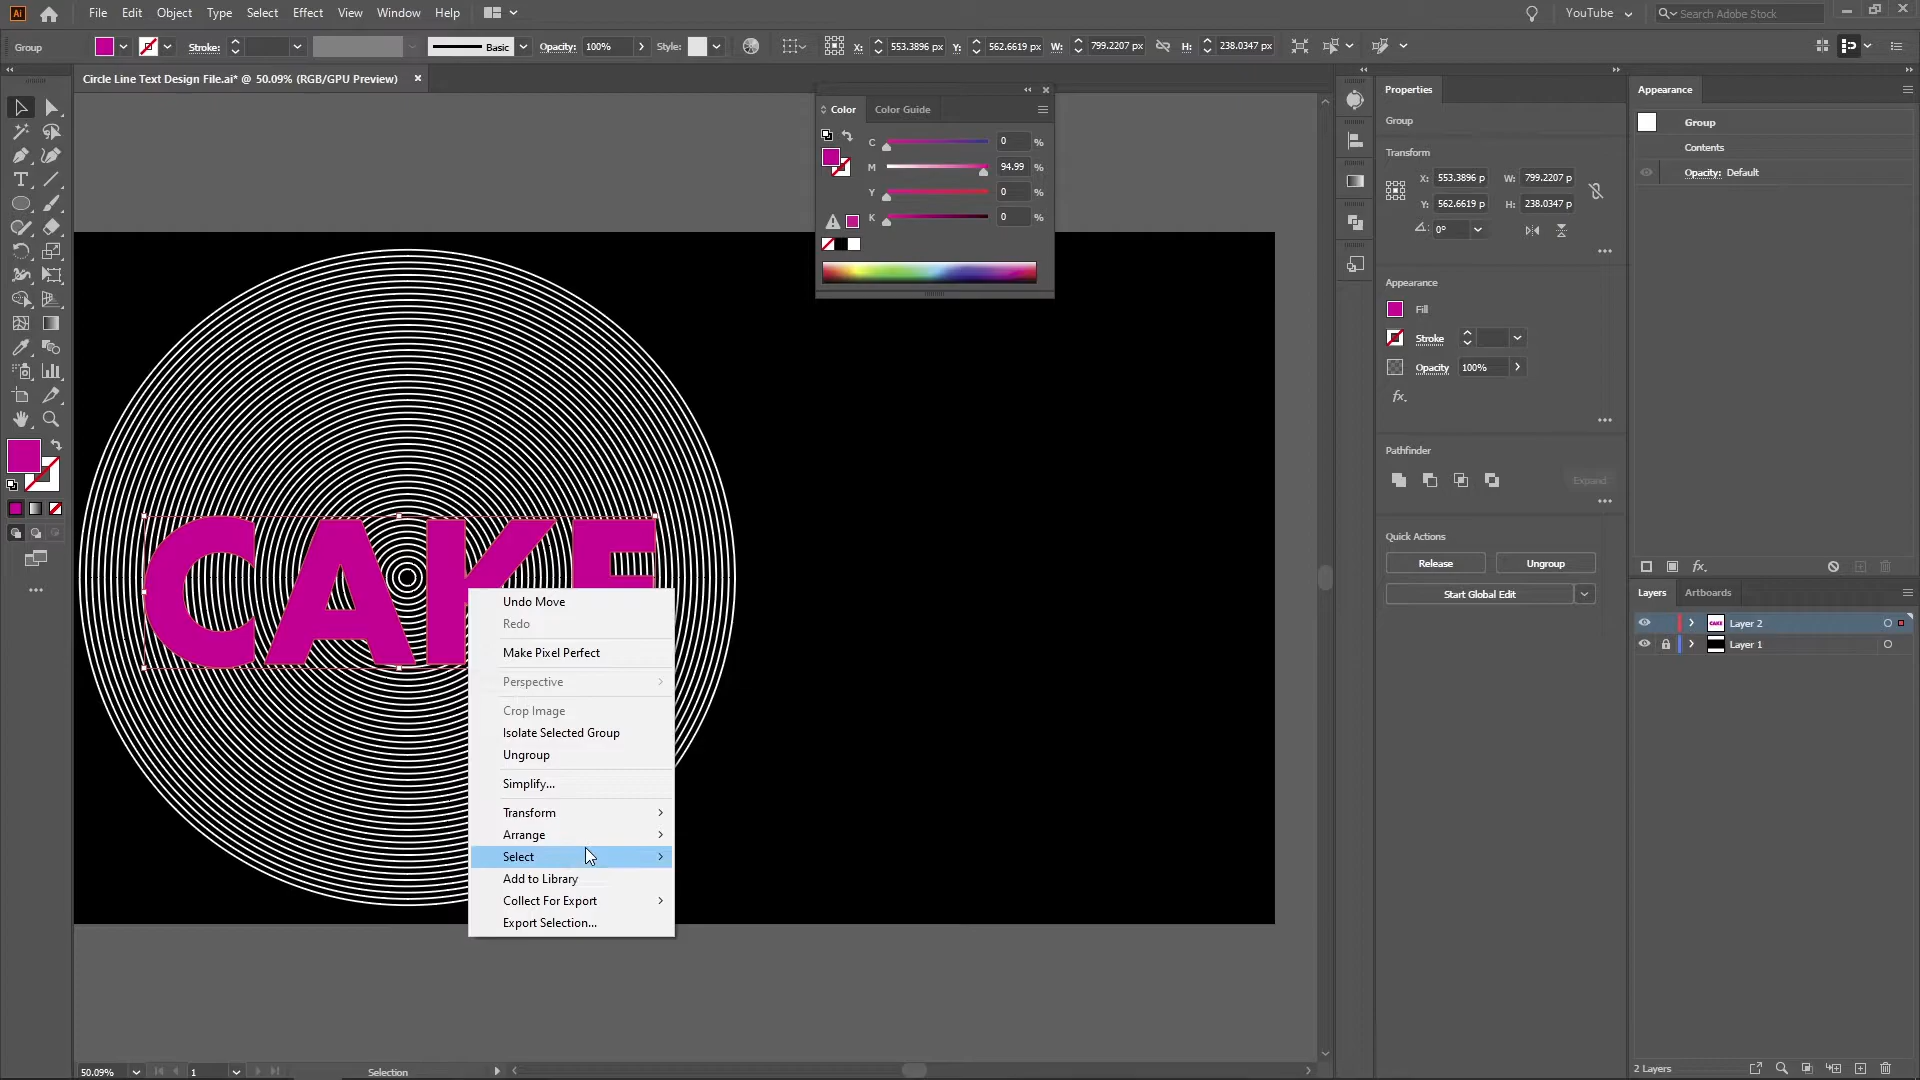 Ai File Edit Object Type Select Effect View Window Help YouTube Search Adobe Stock
Group Stroke: Basic Opacity: 100% Style: X: 553.3896 px Y: 562.6619 px W: 799.2207 px H: 238.0347 px
Circle Line Text Design File.ai* @ 50.09% (RGB/GPU Preview)
Color Color Guide
C 0 %
M 94.99 %
Y 0 %
K 0 %
CAKE
Undo Move
Redo
Make Pixel Perfect
Perspective
Crop Image
Isolate Selected Group
Ungroup
Simplify...
Transform
Arrange
Select
Add to Library
Collect For Export
Export Selection...
Properties
Group
Transform
X: 553.3896 p W: 799.2207 p
Y: 562.6619 p H: 238.0347 p
0°
Appearance
Fill
Stroke
Opacity 100%
fx.
Pathfinder
Expand
Quick Actions
Release Ungroup
Start Global Edit
Appearance
Group
Contents
Opacity: Default
fx.
Layers Artboards
CAKE Layer 2
Layer 1
2 Layers
50.09% 1 Selection